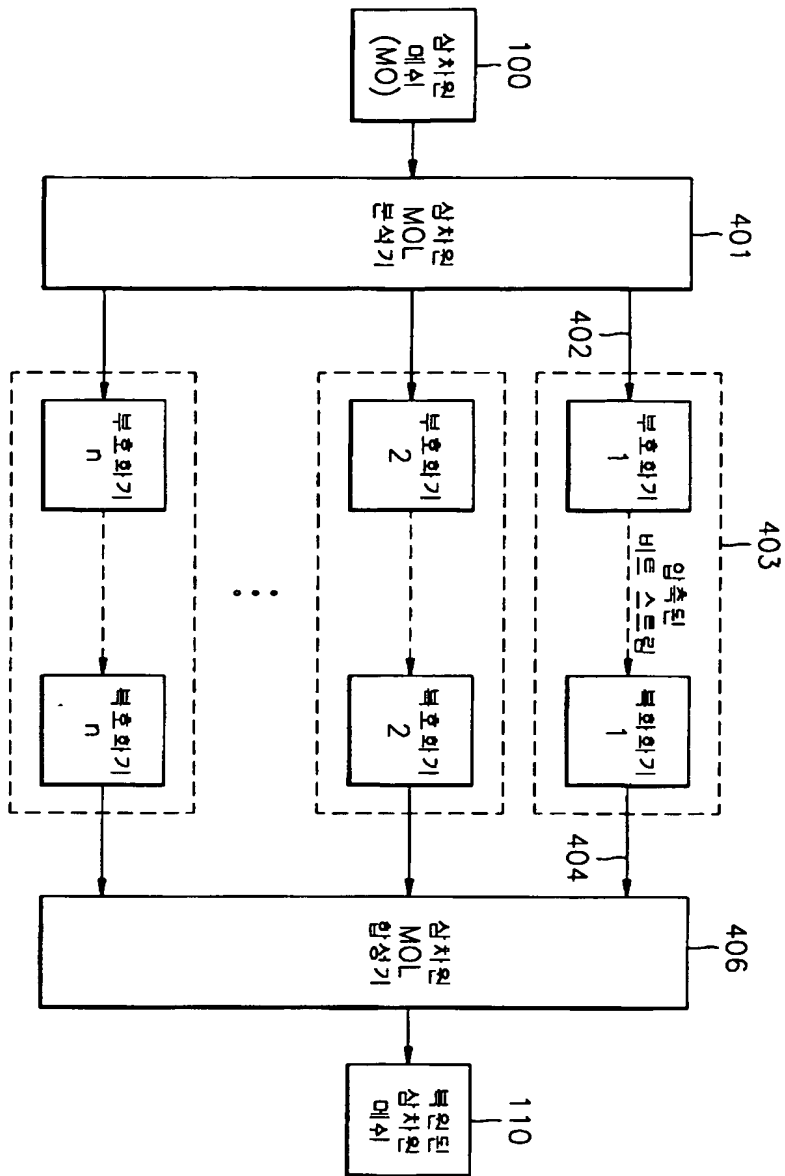 100
삼차원
메쉬
(MO)
401
삼차원
MOL
분석기
402
403
부호화기
1
압축된
비트 스트림
복화화기
1
부호화기
2
복호화기
2
부호화기
n
복호화기
n
404
406
삼차원
MOL
합성기
110
복원된
삼차원
메쉬